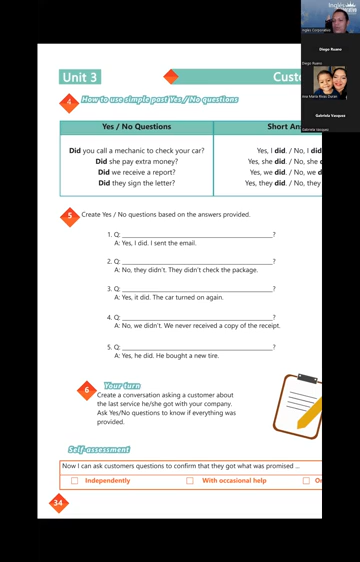 Inglés
Inglés Corporativo
Diego Ruano
Diego Ruano
Ana María Rivas Durán
Gabriela Vasquez
Gabriela Vasquez
Unit 3
4
How to use simple past Yes/No questions
Yes / No Questions
Did you call a mechanic to check your car?
Yes, I did. / No, I did
Did she pay extra money?
Yes, she did. / No, she
Did we receive a report?
Yes, we did. / No, we
Did they sign the letter?
Yes, they did. / No, they
5
Create Yes / No questions based on the answers provided.
1. Q: ?
A: Yes, I did. I sent the email.
2. Q: ?
A: No, they didn't. They didn't check the package.
3. Q: ?
A: Yes, it did. The car turned on again.
4. Q: ?
A: No, we didn't. We never received a copy of the receipt.
5. Q: ?
A: Yes, he did. He bought a new tire.
6
Your turn
Create a conversation asking a customer about
the last service he/she got with your company.
Ask Yes/No questions to know if everything was
provided.
Self-assessment
Now I can ask customers questions to confirm that they got what was promised ...
Independently
With occasional help
34